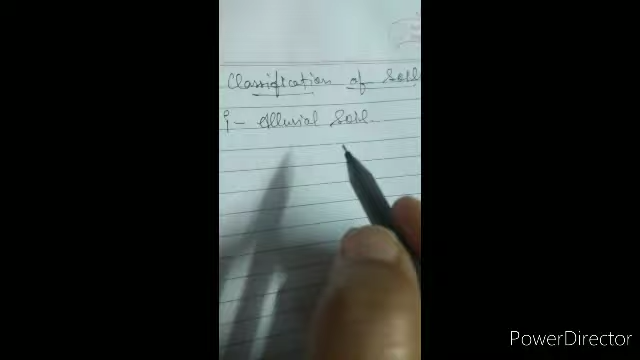 Classification of Soil
i- Alluvial Soil
PowerDirector